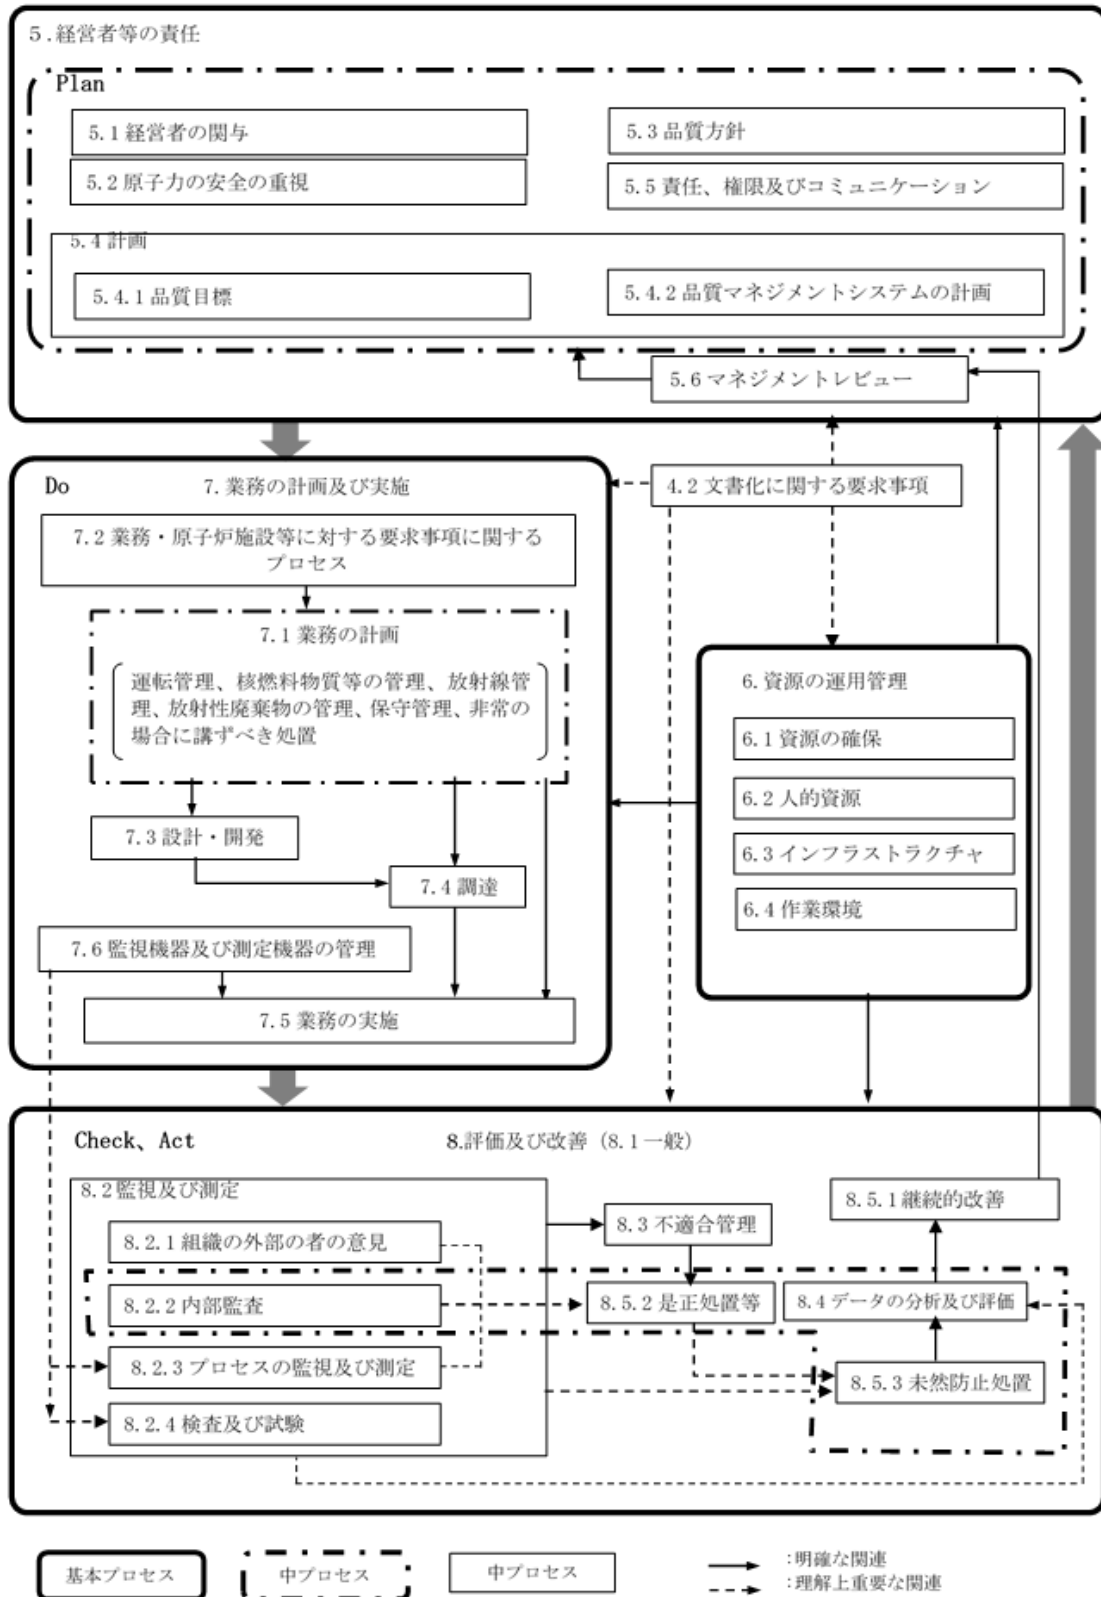 5.経営者等の責任
Plan
5.1 経営者の関与
5.3 品質方針
5.2 原子力の安全の重視
5.5 責任、権限及びコミュニケーション
5.4 計画
5.4.1 品質目標
5.4.2 品質マネジメントシステムの計画
5.6 マネジメントレビュー
Do
7.業務の計画及び実施
4.2 文書化に関する要求事項
7.2 業務・原子炉施設等に対する要求事項に関する
プロセス
7.1 業務の計画
運転管理、核燃料物質等の管理、放射線管
理、放射性廃棄物の管理、保守管理、非常の
場合に講ずべき処置
6.資源の運用管理
6.1 資源の確保
6.2 人的資源
6.3 インフラストラクチャ
6.4 作業環境
7.3 設計・開発
7.4 調達
7.6 監視機器及び測定機器の管理
7.5 業務の実施
Check、Act
8.評価及び改善（8.1 一般）
8.2 監視及び測定
8.2.1 組織の外部の者の意見
8.2.2 内部監査
8.2.3 プロセスの監視及び測定
8.2.4 検査及び試験
8.3 不適合管理
8.5.1 継続的改善
8.5.2 是正処置等
8.4 データの分析及び評価
8.5.3 未然防止処置
基本プロセス
中プロセス
中プロセス
:明確な関連
:理解上重要な関連